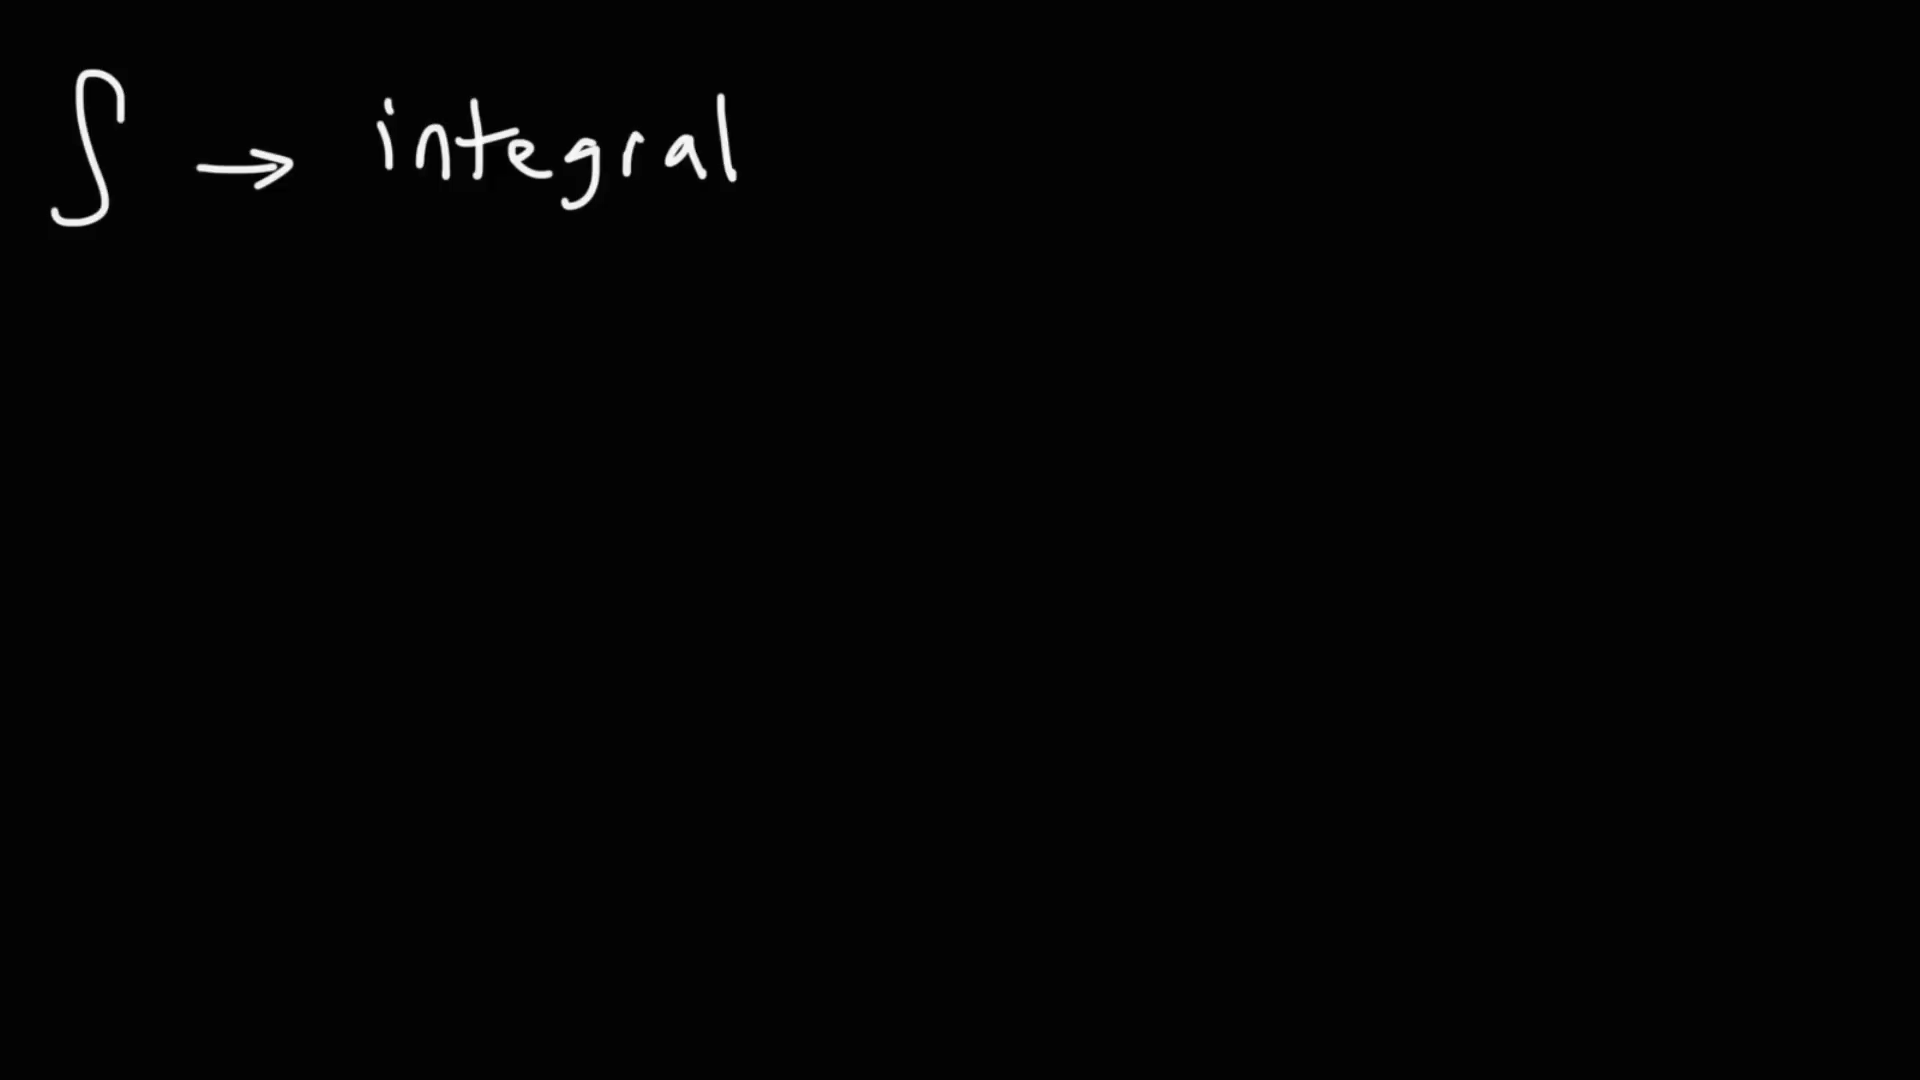 ∫ → integral